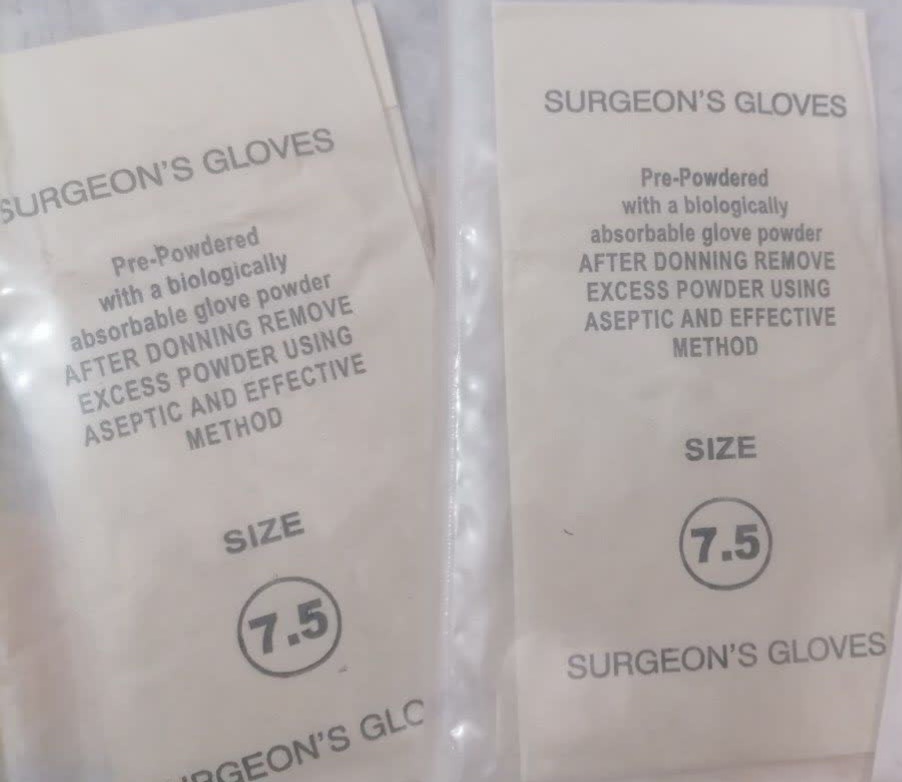 SURGEON'S GLOVES
Pre-Powdered
with a biologically
absorbable glove powder
AFTER DONNING REMOVE
EXCESS POWDER USING
ASEPTIC AND EFFECTIVE
METHOD
SIZE
7.5
URGEON'S GLO
SURGEON'S GLOVES
Pre-Powdered
with a biologically
absorbable glove powder
AFTER DONNING REMOVE
EXCESS POWDER USING
ASEPTIC AND EFFECTIVE
METHOD
SIZE
7.5
SURGEON'S GLOVES